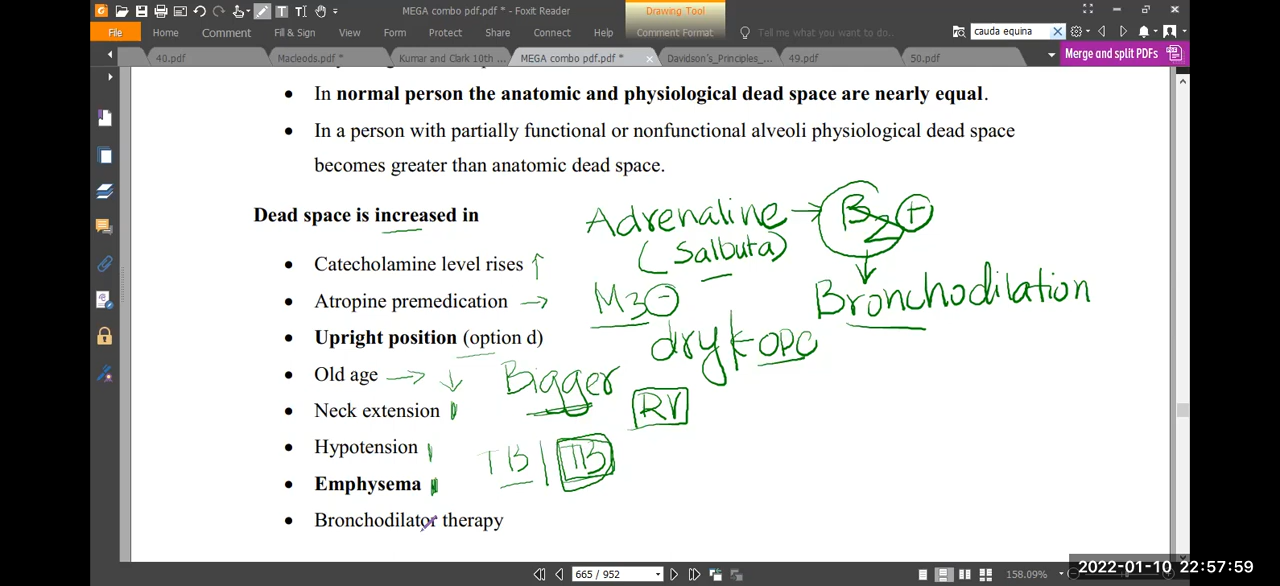 MEGA combo pdf.pdf * - Foxit Reader
Drawing Tool
File Home Comment Fill & Sign View Form Protect Share Connect Help Comment Format Tell me what you want to do.. cauda equina
40.pdf Macleods.pdf * Kumar and Clark 10th ... MEGA combo pdf.pdf * Davidson's_Principles_... 49.pdf 50.pdf Merge and split PDFs
• In normal person the anatomic and physiological dead space are nearly equal.
• In a person with partially functional or nonfunctional alveoli physiological dead space
becomes greater than anatomic dead space.
Dead space is increased in
Adrenaline → B2 +
(Salbuta)
• Catecholamine level rises ↑
Bronchodilation
• Atropine premedication →
M3 -
• Upright position (option d)
dry ← OPC
• Old age → ↓ Bigger
• Neck extension
RV
• Hypotension
TB | TB
• Emphysema
• Bronchodilator therapy
665 / 952
158.09%
2022-01-10 22:57:59